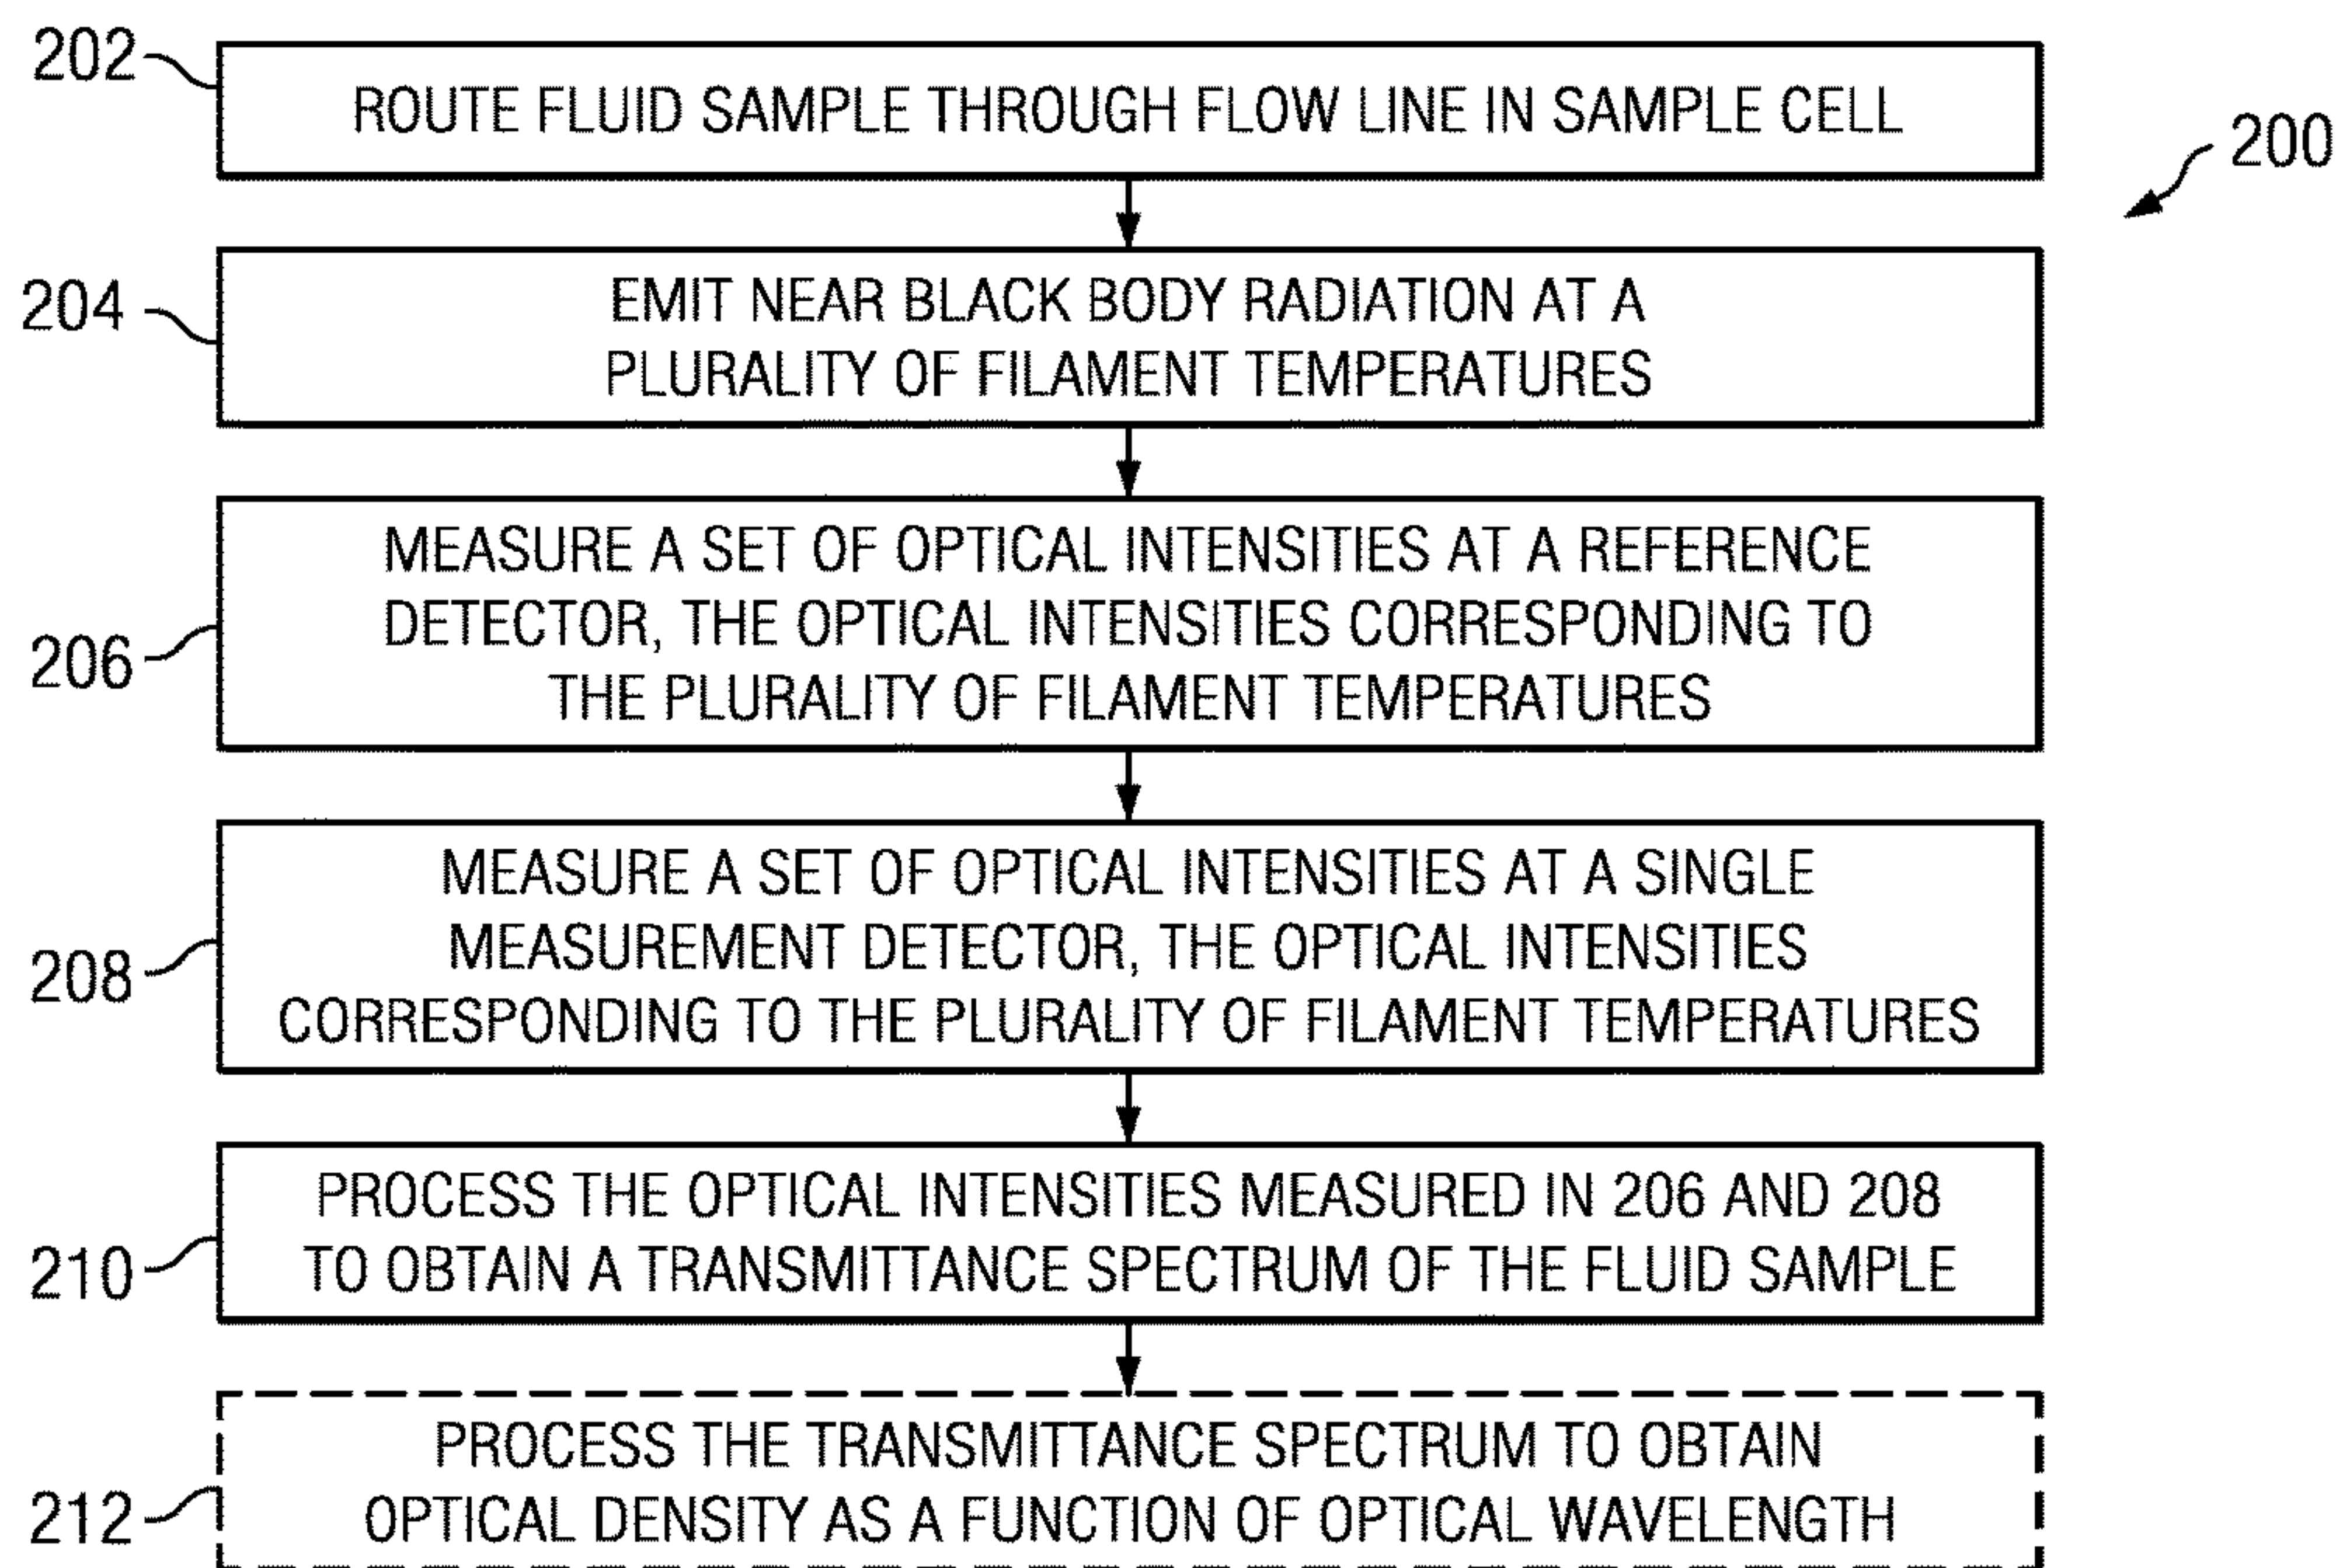 202
ROUTE FLUID SAMPLE THROUGH FLOW LINE IN SAMPLE CELL
200
204
EMIT NEAR BLACK BODY RADIATION AT A
PLURALITY OF FILAMENT TEMPERATURES
206
MEASURE A SET OF OPTICAL INTENSITIES AT A REFERENCE
DETECTOR, THE OPTICAL INTENSITIES CORRESPONDING TO
THE PLURALITY OF FILAMENT TEMPERATURES
208
MEASURE A SET OF OPTICAL INTENSITIES AT A SINGLE
MEASUREMENT DETECTOR, THE OPTICAL INTENSITIES
CORRESPONDING TO THE PLURALITY OF FILAMENT TEMPERATURES
210
PROCESS THE OPTICAL INTENSITIES MEASURED IN 206 AND 208
TO OBTAIN A TRANSMITTANCE SPECTRUM OF THE FLUID SAMPLE
212
PROCESS THE TRANSMITTANCE SPECTRUM TO OBTAIN
OPTICAL DENSITY AS A FUNCTION OF OPTICAL WAVELENGTH